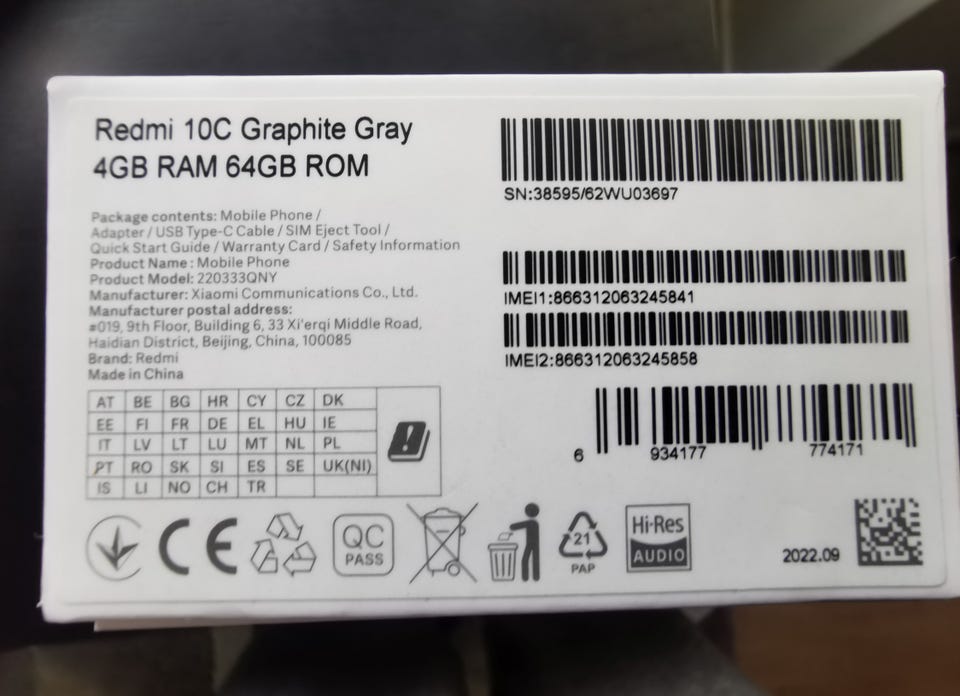 Redmi 10C Graphite Gray
4GB RAM 64GB ROM
Package contents: Mobile Phone /
Adapter / USB Type-C Cable / SIM Eject Tool /
Quick Start Guide / Warranty Card / Safety Information
Product Name : Mobile Phone
Product Model: 220333QNY
Manufacturer: Xiaomi Communications Co., Ltd.
Manufacturer postal address:
#019, 9th Floor, Building 6, 33 Xi'erqi Middle Road,
Haidian District, Beijing, China, 100085
Brand: Redmi
Made in China
SN:38595/62WU03697
IMEI1:866312063245841
IMEI2:866312063245858
6 934177 774171
AT BE BG HR CY CZ DK
EE FI FR DE EL HU IE
IT LV LT LU MT NL PL
PT RO SK SI ES SE UK(NI)
IS LI NO CH TR
CE
QC
PASS
21
PAP
Hi-Res
AUDIO
2022.09